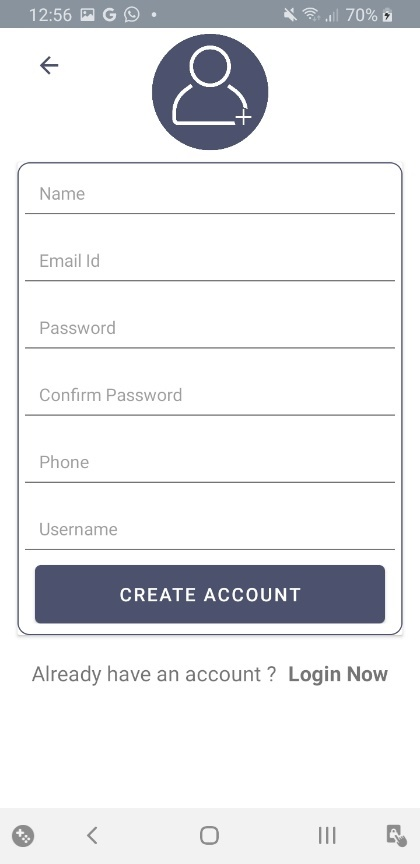 12:56 G 70%
Name
Email Id
Password
Confirm Password
Phone
Username
CREATE ACCOUNT
Already have an account ? Login Now